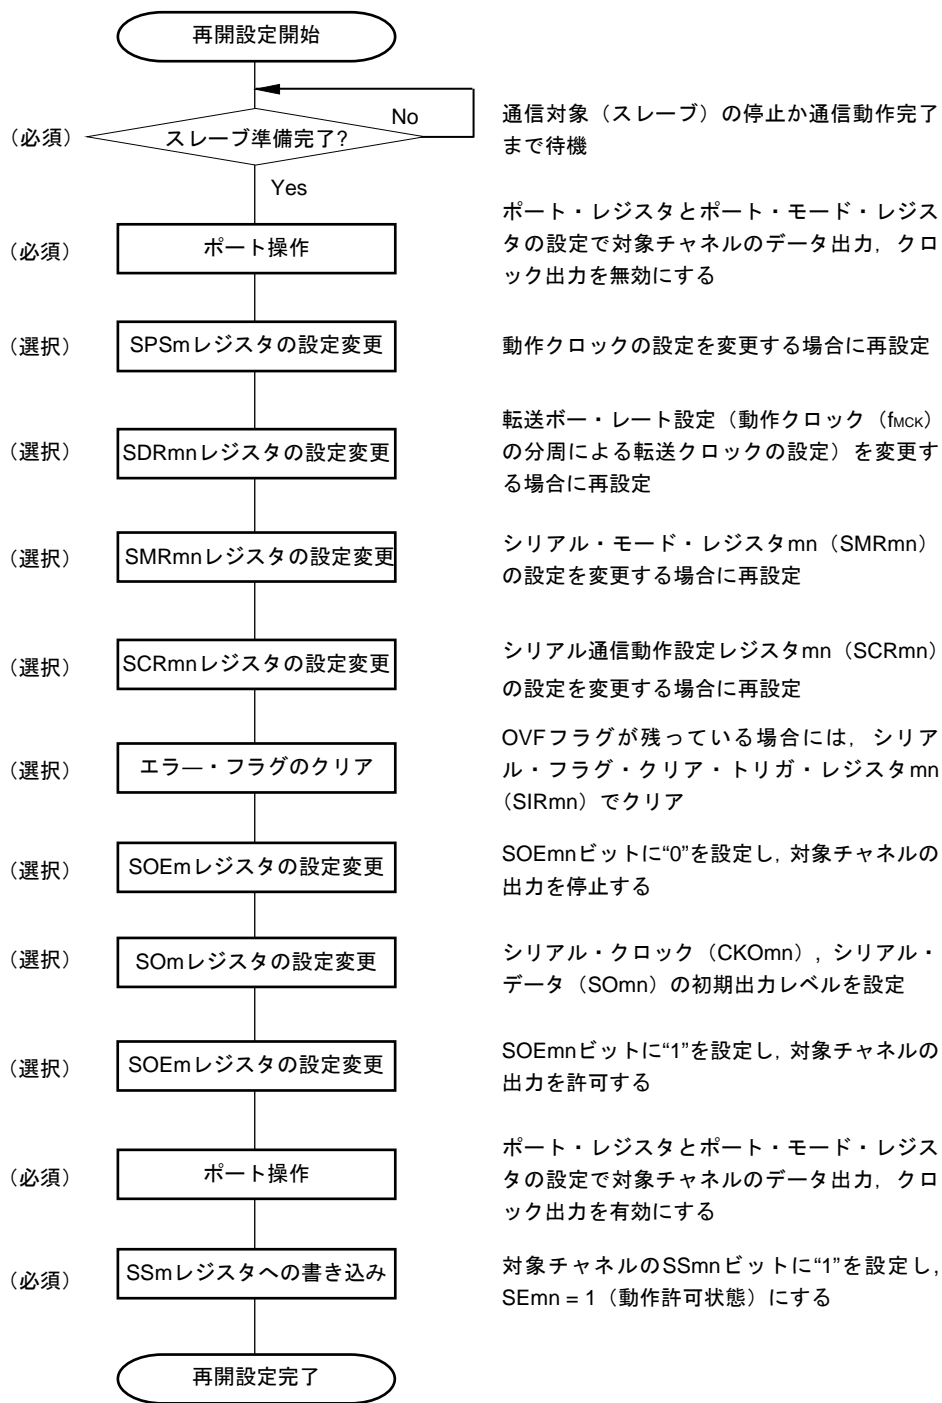 再開設定開始
No
(必須)
スレーブ準備完了?
通信対象(スレーブ)の停止か通信動作完了
まで待機
Yes
(必須)
ポート操作
ポート・レジスタとポート・モード・レジス
タの設定で対象チャネルのデータ出力，クロ
ック出力を無効にする
(選択)
SPSmレジスタの設定変更
動作クロックの設定を変更する場合に再設定
(選択)
SDRmnレジスタの設定変更
転送ボー・レート設定(動作クロック(fMCK)
の分周による転送クロックの設定)を変更す
る場合に再設定
(選択)
SMRmnレジスタの設定変更
シリアル・モード・レジスタmn(SMRmn)
の設定を変更する場合に再設定
(選択)
SCRmnレジスタの設定変更
シリアル通信動作設定レジスタmn(SCRmn)
の設定を変更する場合に再設定
(選択)
エラ―・フラグのクリア
OVFフラグが残っている場合には，シリア
ル・フラグ・クリア・トリガ・レジスタmn
(SIRmn)でクリア
(選択)
SOEmレジスタの設定変更
SOEmnビットに“0”を設定し，対象チャネルの
出力を停止する
(選択)
SOmレジスタの設定変更
シリアル・クロック(CKOmn)，シリアル・
データ(SOmn)の初期出力レベルを設定
(選択)
SOEmレジスタの設定変更
SOEmnビットに“1”を設定し，対象チャネルの
出力を許可する
(必須)
ポート操作
ポート・レジスタとポート・モード・レジス
タの設定で対象チャネルのデータ出力，クロ
ック出力を有効にする
(必須)
SSmレジスタへの書き込み
対象チャネルのSSmnビットに“1”を設定し，
SEmn = 1(動作許可状態)にする
再開設定完了